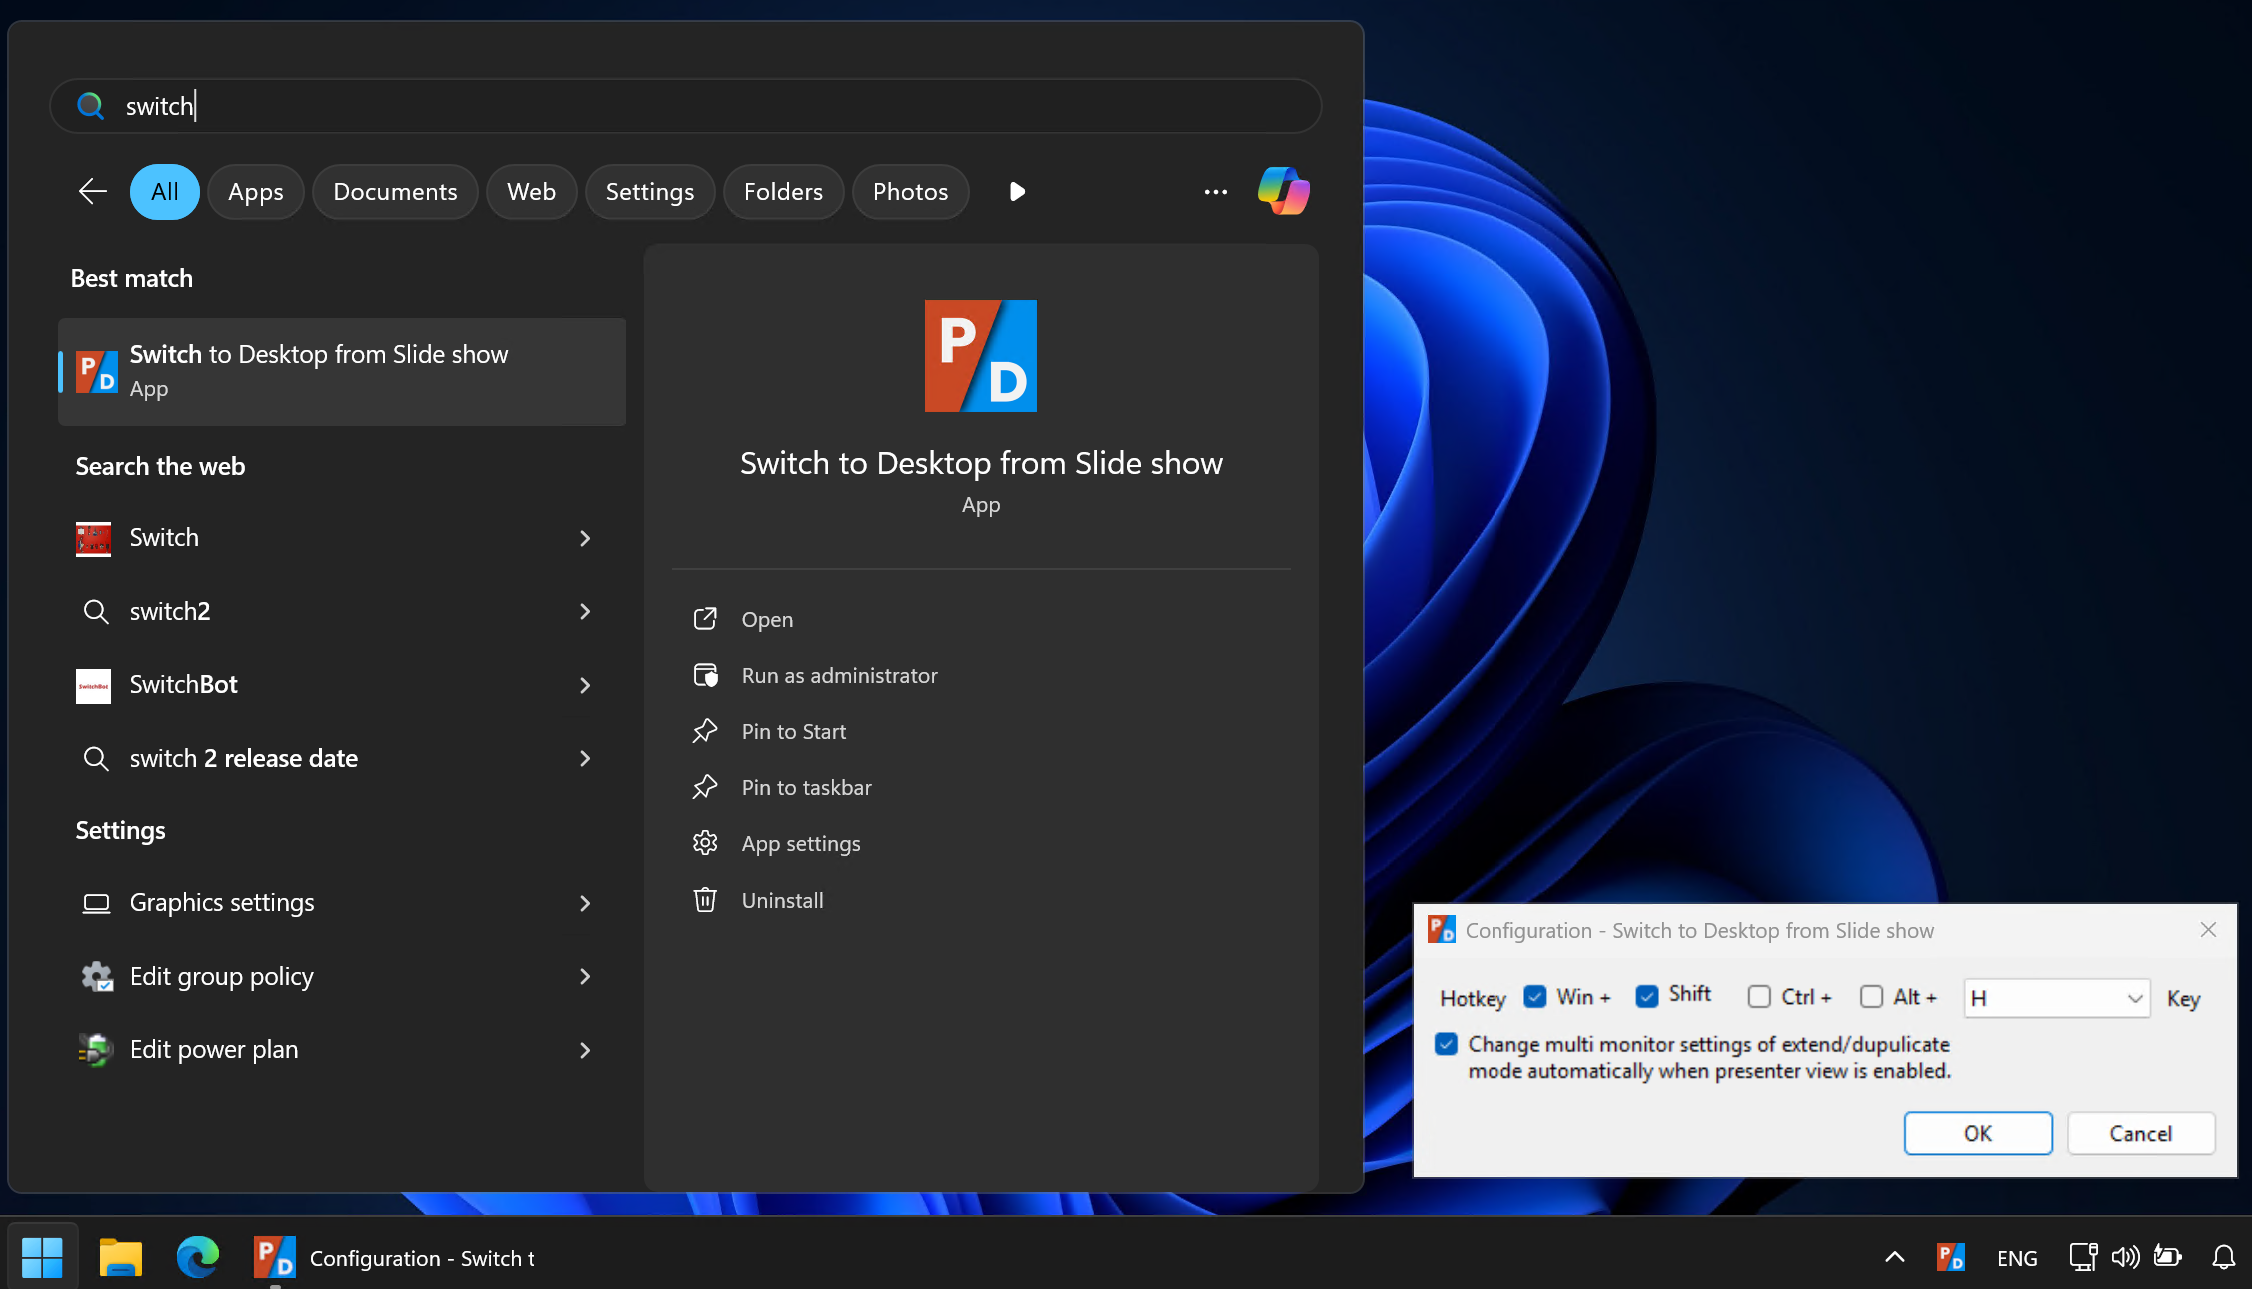 switch
All Apps Documents Web Settings Folders Photos
Best match
P D Switch to Desktop from Slide show
App
Search the web
Switch
switch2
SwitchBot SwitchBot
switch 2 release date
Settings
Graphics settings
Edit group policy
Edit power plan
P D
Switch to Desktop from Slide show
App
Open
Run as administrator
Pin to Start
Pin to taskbar
App settings
Uninstall
P D Configuration - Switch to Desktop from Slide show
Hotkey Win + Shift Ctrl + Alt + H Key
Change multi monitor settings of extend/dupulicate
mode automatically when presenter view is enabled.
OK Cancel
P D Configuration - Switch t
P D ENG